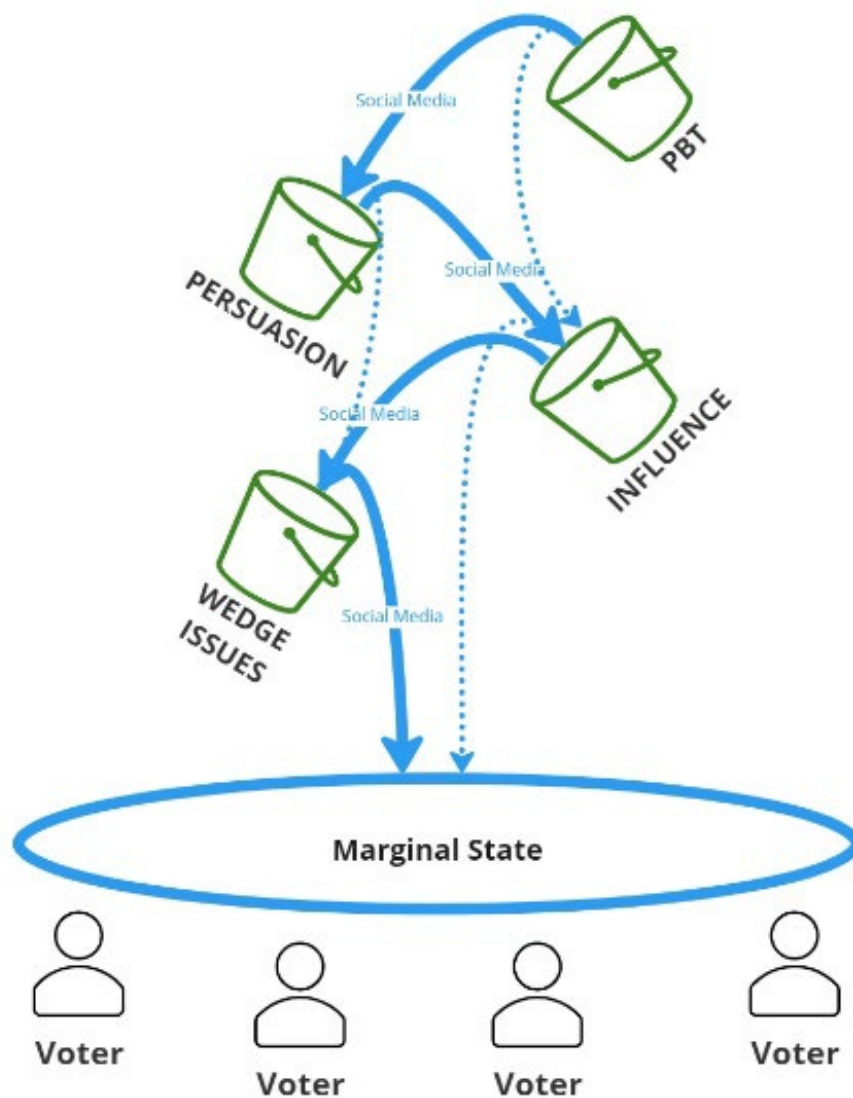 Social Media
PBT
PERSUASION
Social Media
INFLUENCE
Social Media
WEDGE
ISSUES
Social Media
Marginal State
Voter
Voter
Voter
Voter